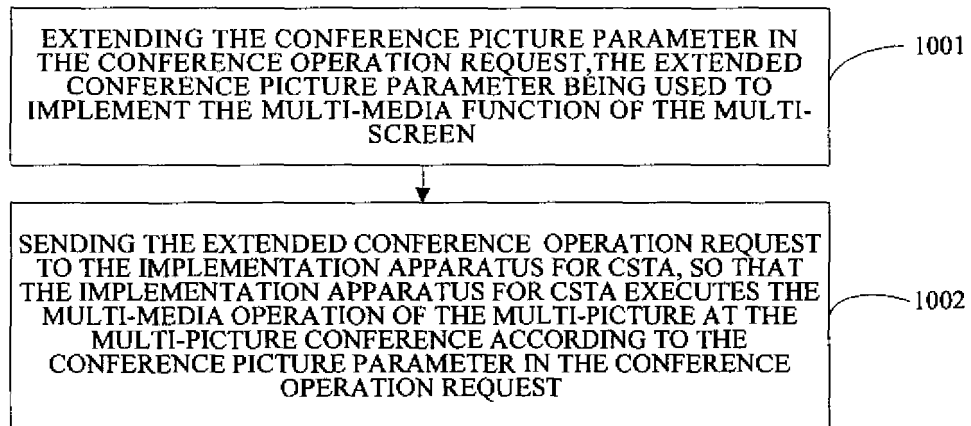 EXTENDING THE CONFERENCE PICTURE PARAMETER IN
THE CONFERENCE OPERATION REQUEST,THE EXTENDED
CONFERENCE PICTURE PARAMETER BEING USED TO
IMPLEMENT THE MULTI-MEDIA FUNCTION OF THE MULTI-
SCREEN
1001
SENDING THE EXTENDED CONFERENCE OPERATION REQUEST
TO THE IMPLEMENTATION APPARATUS FOR CSTA, SO THAT
THE IMPLEMENTATION APPARATUS FOR CSTA EXECUTES THE
MULTI-MEDIA OPERATION OF THE MULTI-PICTURE AT THE
MULTI-PICTURE CONFERENCE ACCORDING TO THE
CONFERENCE PICTURE PARAMETER IN THE CONFERENCE
OPERATION REQUEST
1002